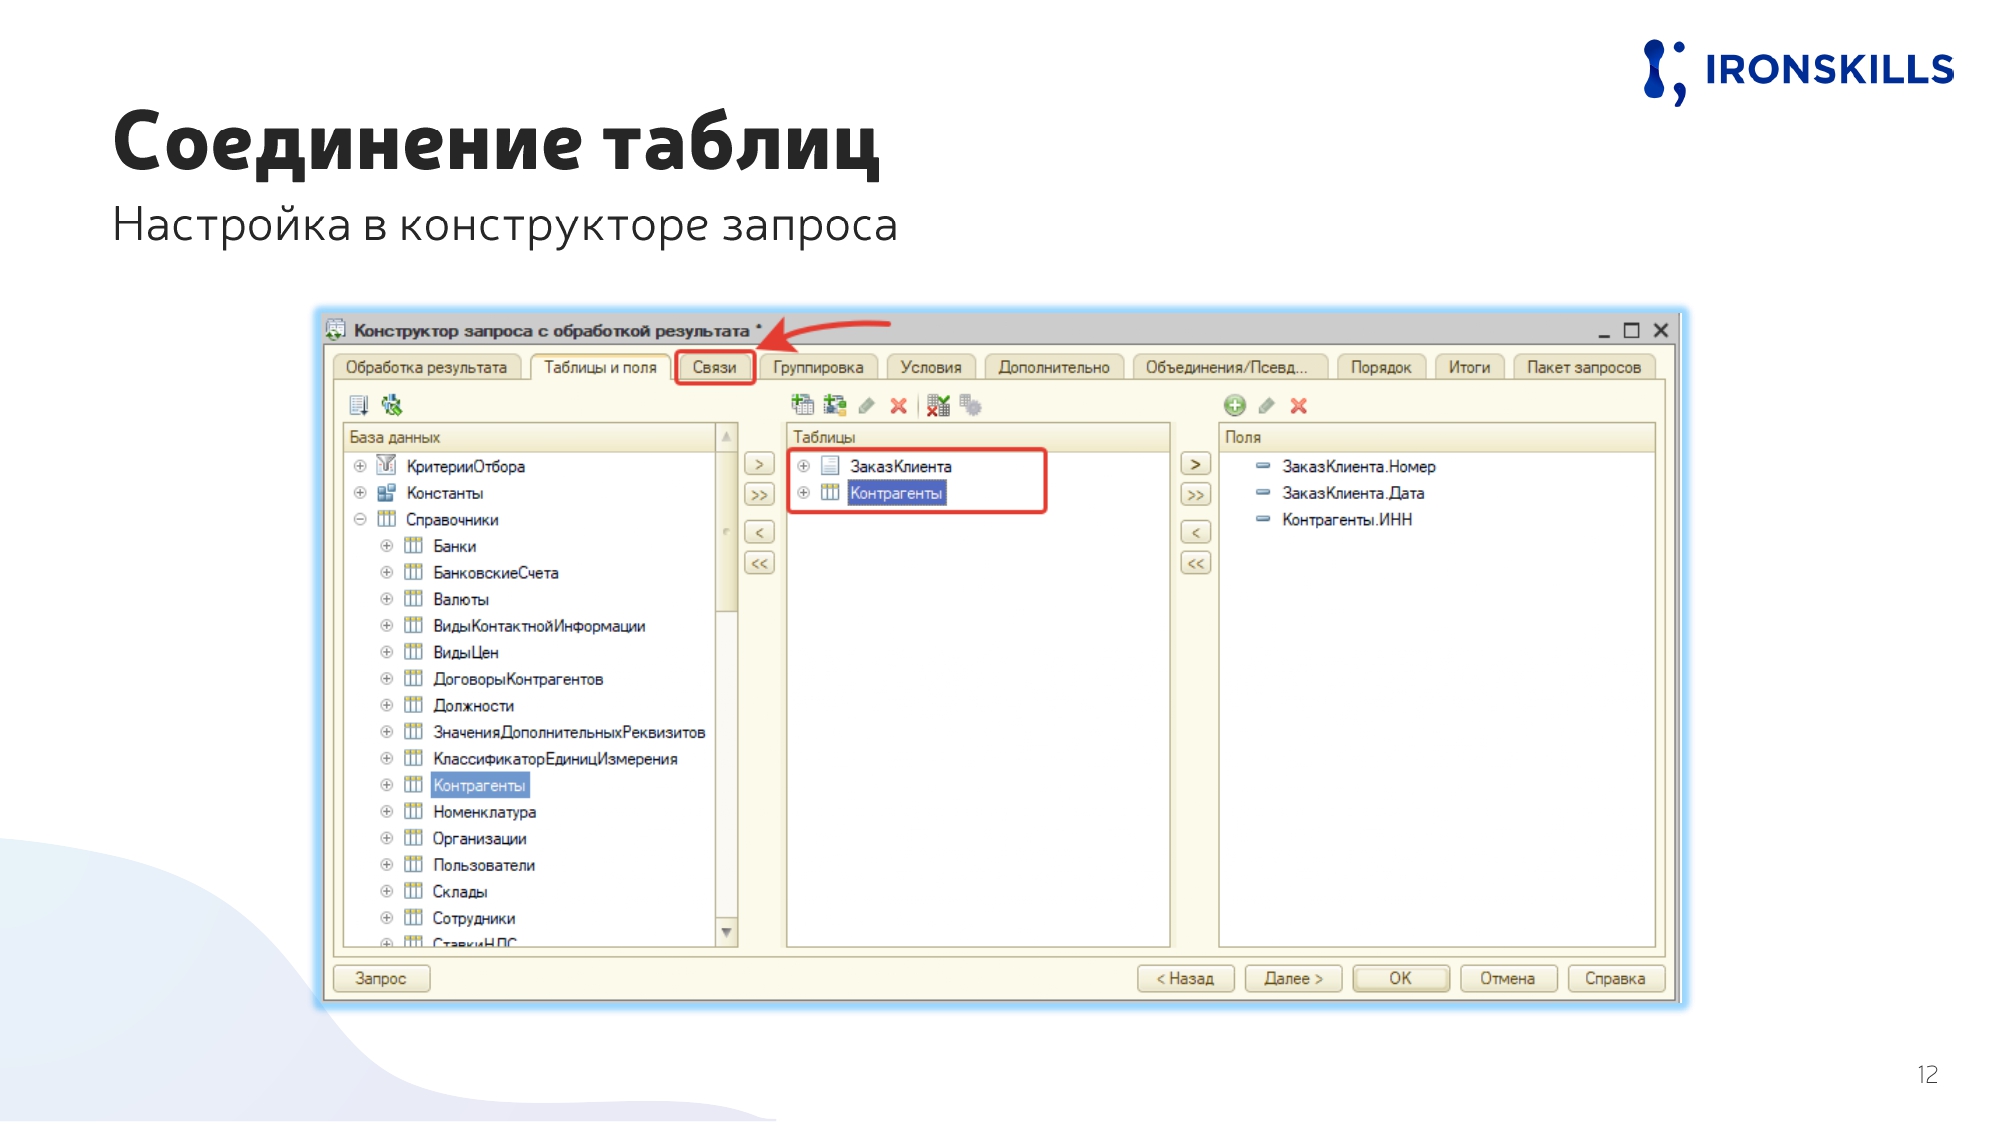 IRONSKILLS
Соединение таблиц
Настройка в конструкторе запроса
Конструктор запроса с обработкой результата *
Обработка результата
Таблицы и поля
Связи
Группировка
Условия
Дополнительно
Объединения/Псевд...
Порядок
Итоги
Пакет запросов
База данных
КритерииОтбора
Константы
Справочники
Банки
БанковскиеСчета
Валюты
ВидыКонтактнойИнформации
ВидыЦен
ДоговорыКонтрагентов
Должности
ЗначенияДополнительныхРеквизитов
КлассификаторЕдиницИзмерения
Контрагенты
Номенклатура
Организации
Пользователи
Склады
Сотрудники
СтавкиНДС
>
>>
<
<<
Таблицы
ЗаказКлиента
Контрагенты
>
>>
<
<<
Поля
ЗаказКлиента.Номер
ЗаказКлиента.Дата
Контрагенты.ИНН
Запрос
< Назад
Далее >
OK
Отмена
Справка
12